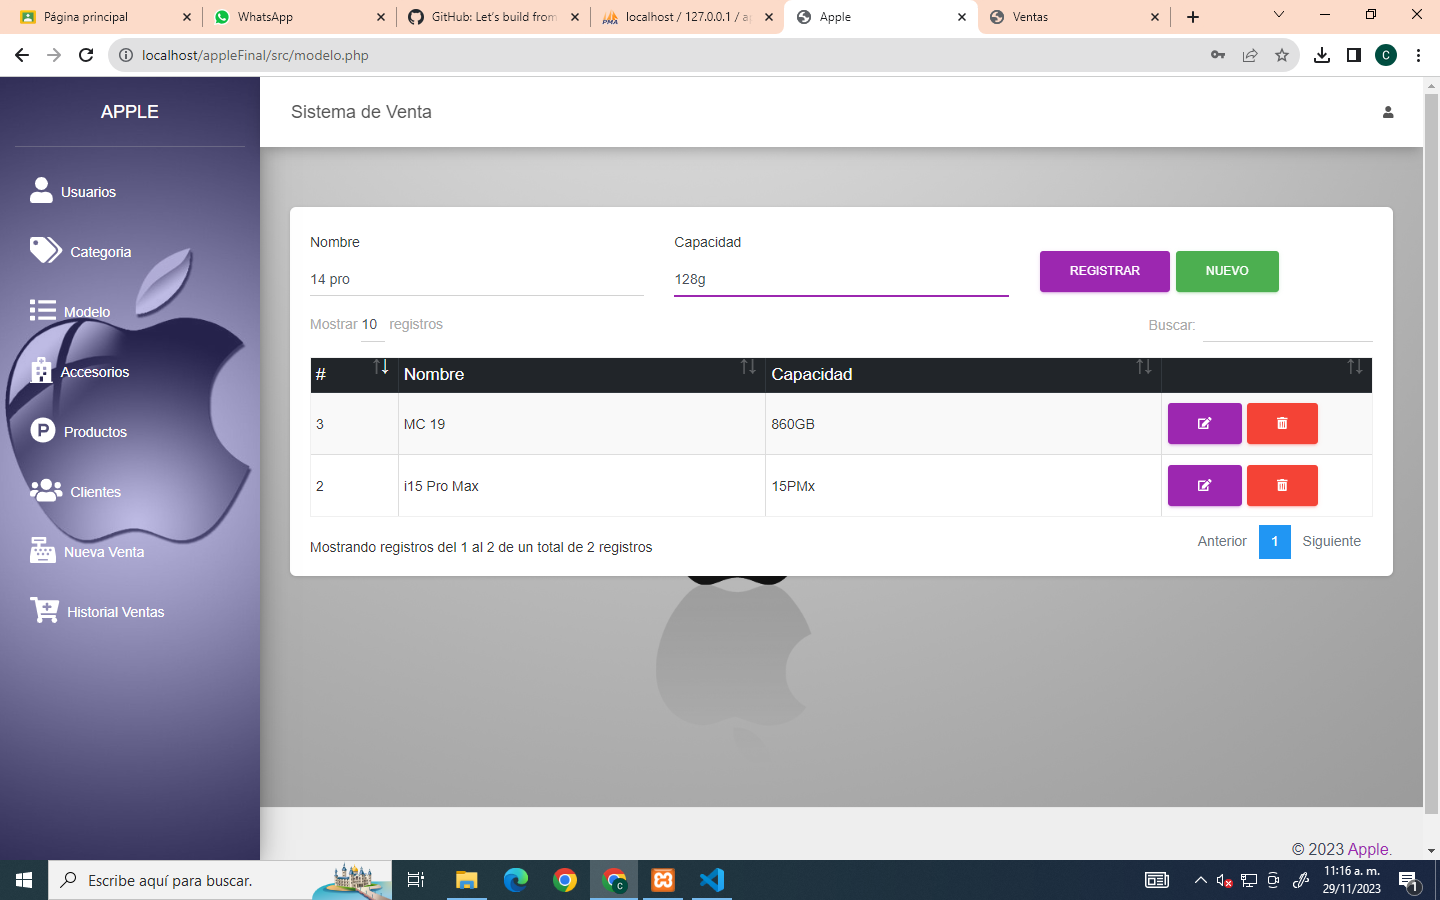 Página principal
WhatsApp
GitHub: Let's build from
localhost / 127.0.0.1 / a
Apple
Ventas
localhost/appleFinal/src/modelo.php
APPLE
Sistema de Venta
Usuarios
Categoria
Modelo
Accesorios
Productos
Clientes
Nueva Venta
Historial Ventas
Nombre
Capacidad
14 pro
128g
REGISTRAR
NUEVO
Mostrar 10 registros
Buscar:
# Nombre Capacidad
3 MC 19 860GB
2 i15 Pro Max 15PMx
Mostrando registros del 1 al 2 de un total de 2 registros
Anterior 1 Siguiente
© 2023 Apple.
Escribe aquí para buscar.
11:16 a. m.
29/11/2023
1